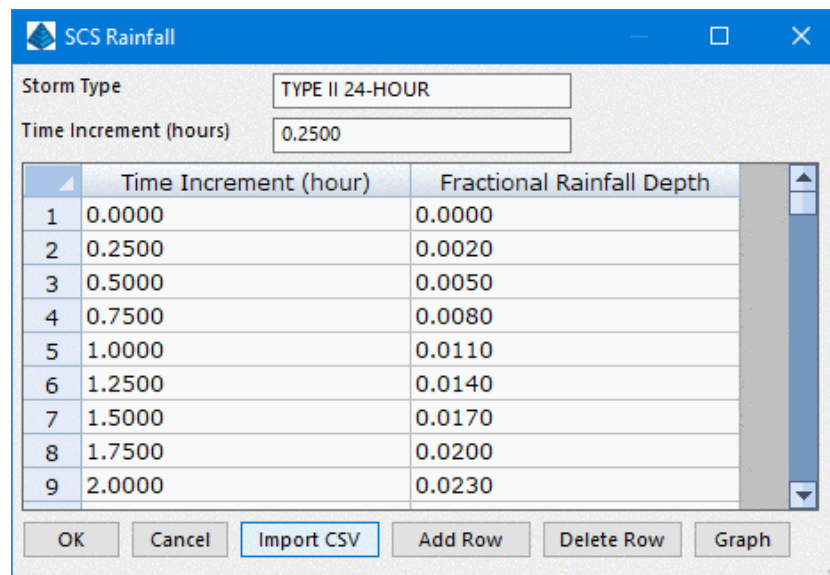 SCS Rainfall
Storm Type TYPE II 24-HOUR
Time Increment (hours) 0.2500
Time Increment (hour) Fractional Rainfall Depth
1 0.0000 0.0000
2 0.2500 0.0020
3 0.5000 0.0050
4 0.7500 0.0080
5 1.0000 0.0110
6 1.2500 0.0140
7 1.5000 0.0170
8 1.7500 0.0200
9 2.0000 0.0230
OK Cancel Import CSV Add Row Delete Row Graph